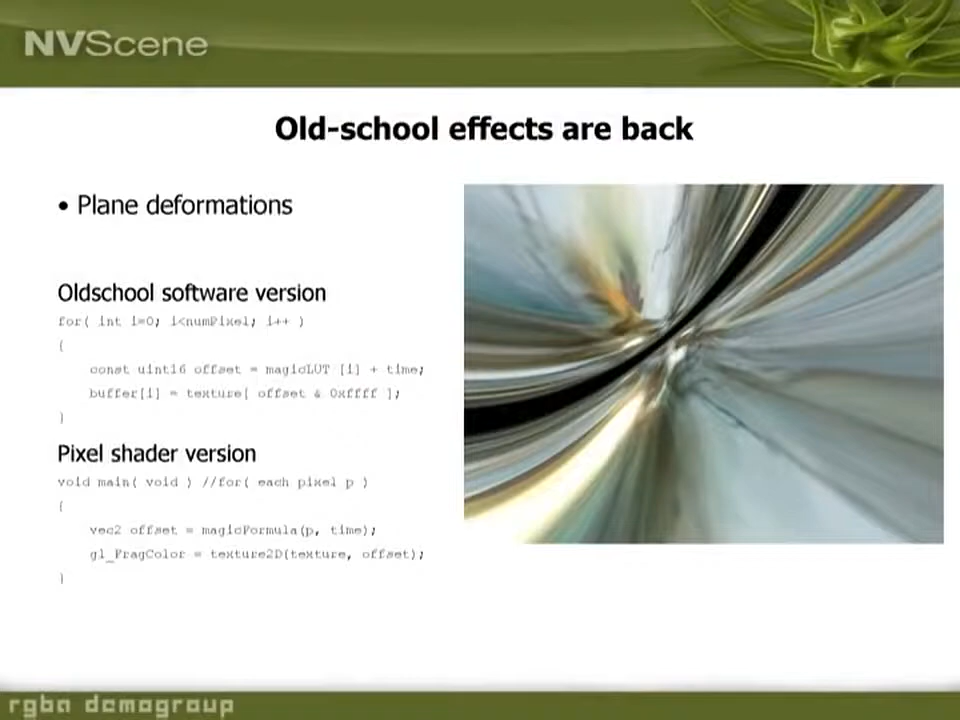 NVScene
Old-school effects are back
• Plane deformations
Oldschool software version
for( int i=0; i<numPixel; i++ )
{
const uint16 offset = magicLUT [i] + time;
buffer[i] = texture[ offset & 0xffff ];
}
Pixel shader version
void main( void ) //for( each pixel p )
{
vec2 offset = magicFormula(p, time);
gl_FragColor = texture2D(texture, offset);
}
rgba demogroup